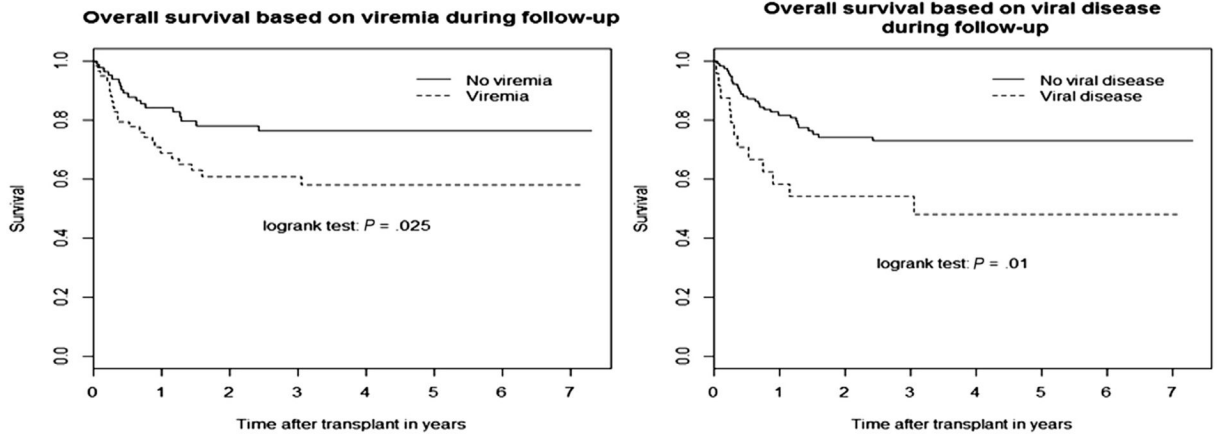 Overall survival based on viremia during follow-up
1.0
0.8
0.6
0.4
0.2
0.0
Survival
No viremia
Viremia
logrank test: P = .025
0 1 2 3 4 5 6 7
Time after transplant in years
Overall survival based on viral disease
during follow-up
1.0
0.8
0.6
0.4
0.2
0.0
Survival
No viral disease
Viral disease
logrank test: P = .01
0 1 2 3 4 5 6 7
Time after transplant in years